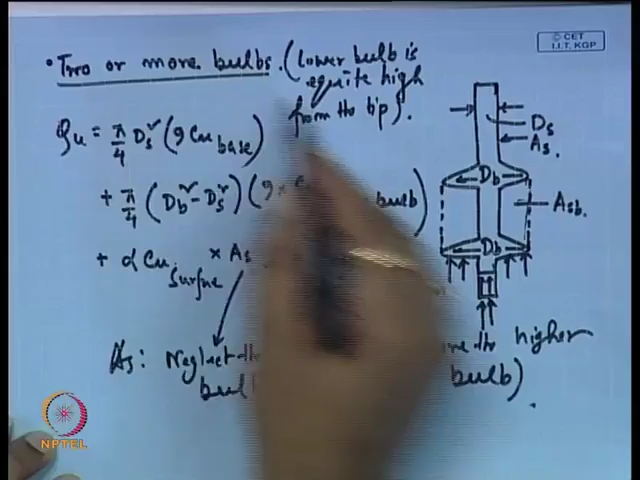 © CET
I.I.T. KGP
• Two or more bulbs. (lower bulb is
quite high
from the tip).
Qu = π/4 Ds² (9 Cu base)
+ π/4 (Db² - Ds²) (9 × bulb)
+ α Cu surface × As
As : Neglect the higher
bulb)
Ds
As.
Db
Asb.
Db
NPTEL